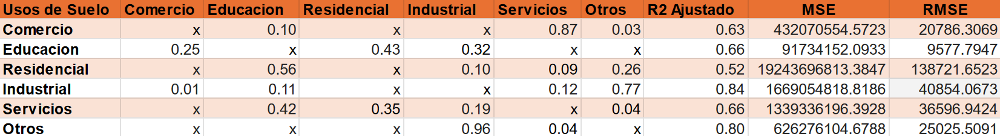 Usos de Suelo Comercio Educacion Residencial Industrial Servicios Otros R2 Ajustado MSE RMSE
Comercio x 0.10 x x 0.87 0.03 0.63 432070554.5723 20786.3069
Educacion 0.25 x 0.43 0.32 x x 0.66 91734152.0933 9577.7947
Residencial x 0.56 x 0.10 0.09 0.26 0.52 19243696813.3847 138721.6523
Industrial 0.01 0.11 x x 0.12 0.77 0.84 1669054818.8186 40854.0673
Servicios x 0.42 0.35 0.19 x 0.04 0.66 1339336196.3928 36596.9424
Otros x x x 0.96 0.04 x 0.80 626276104.6788 25025.5091